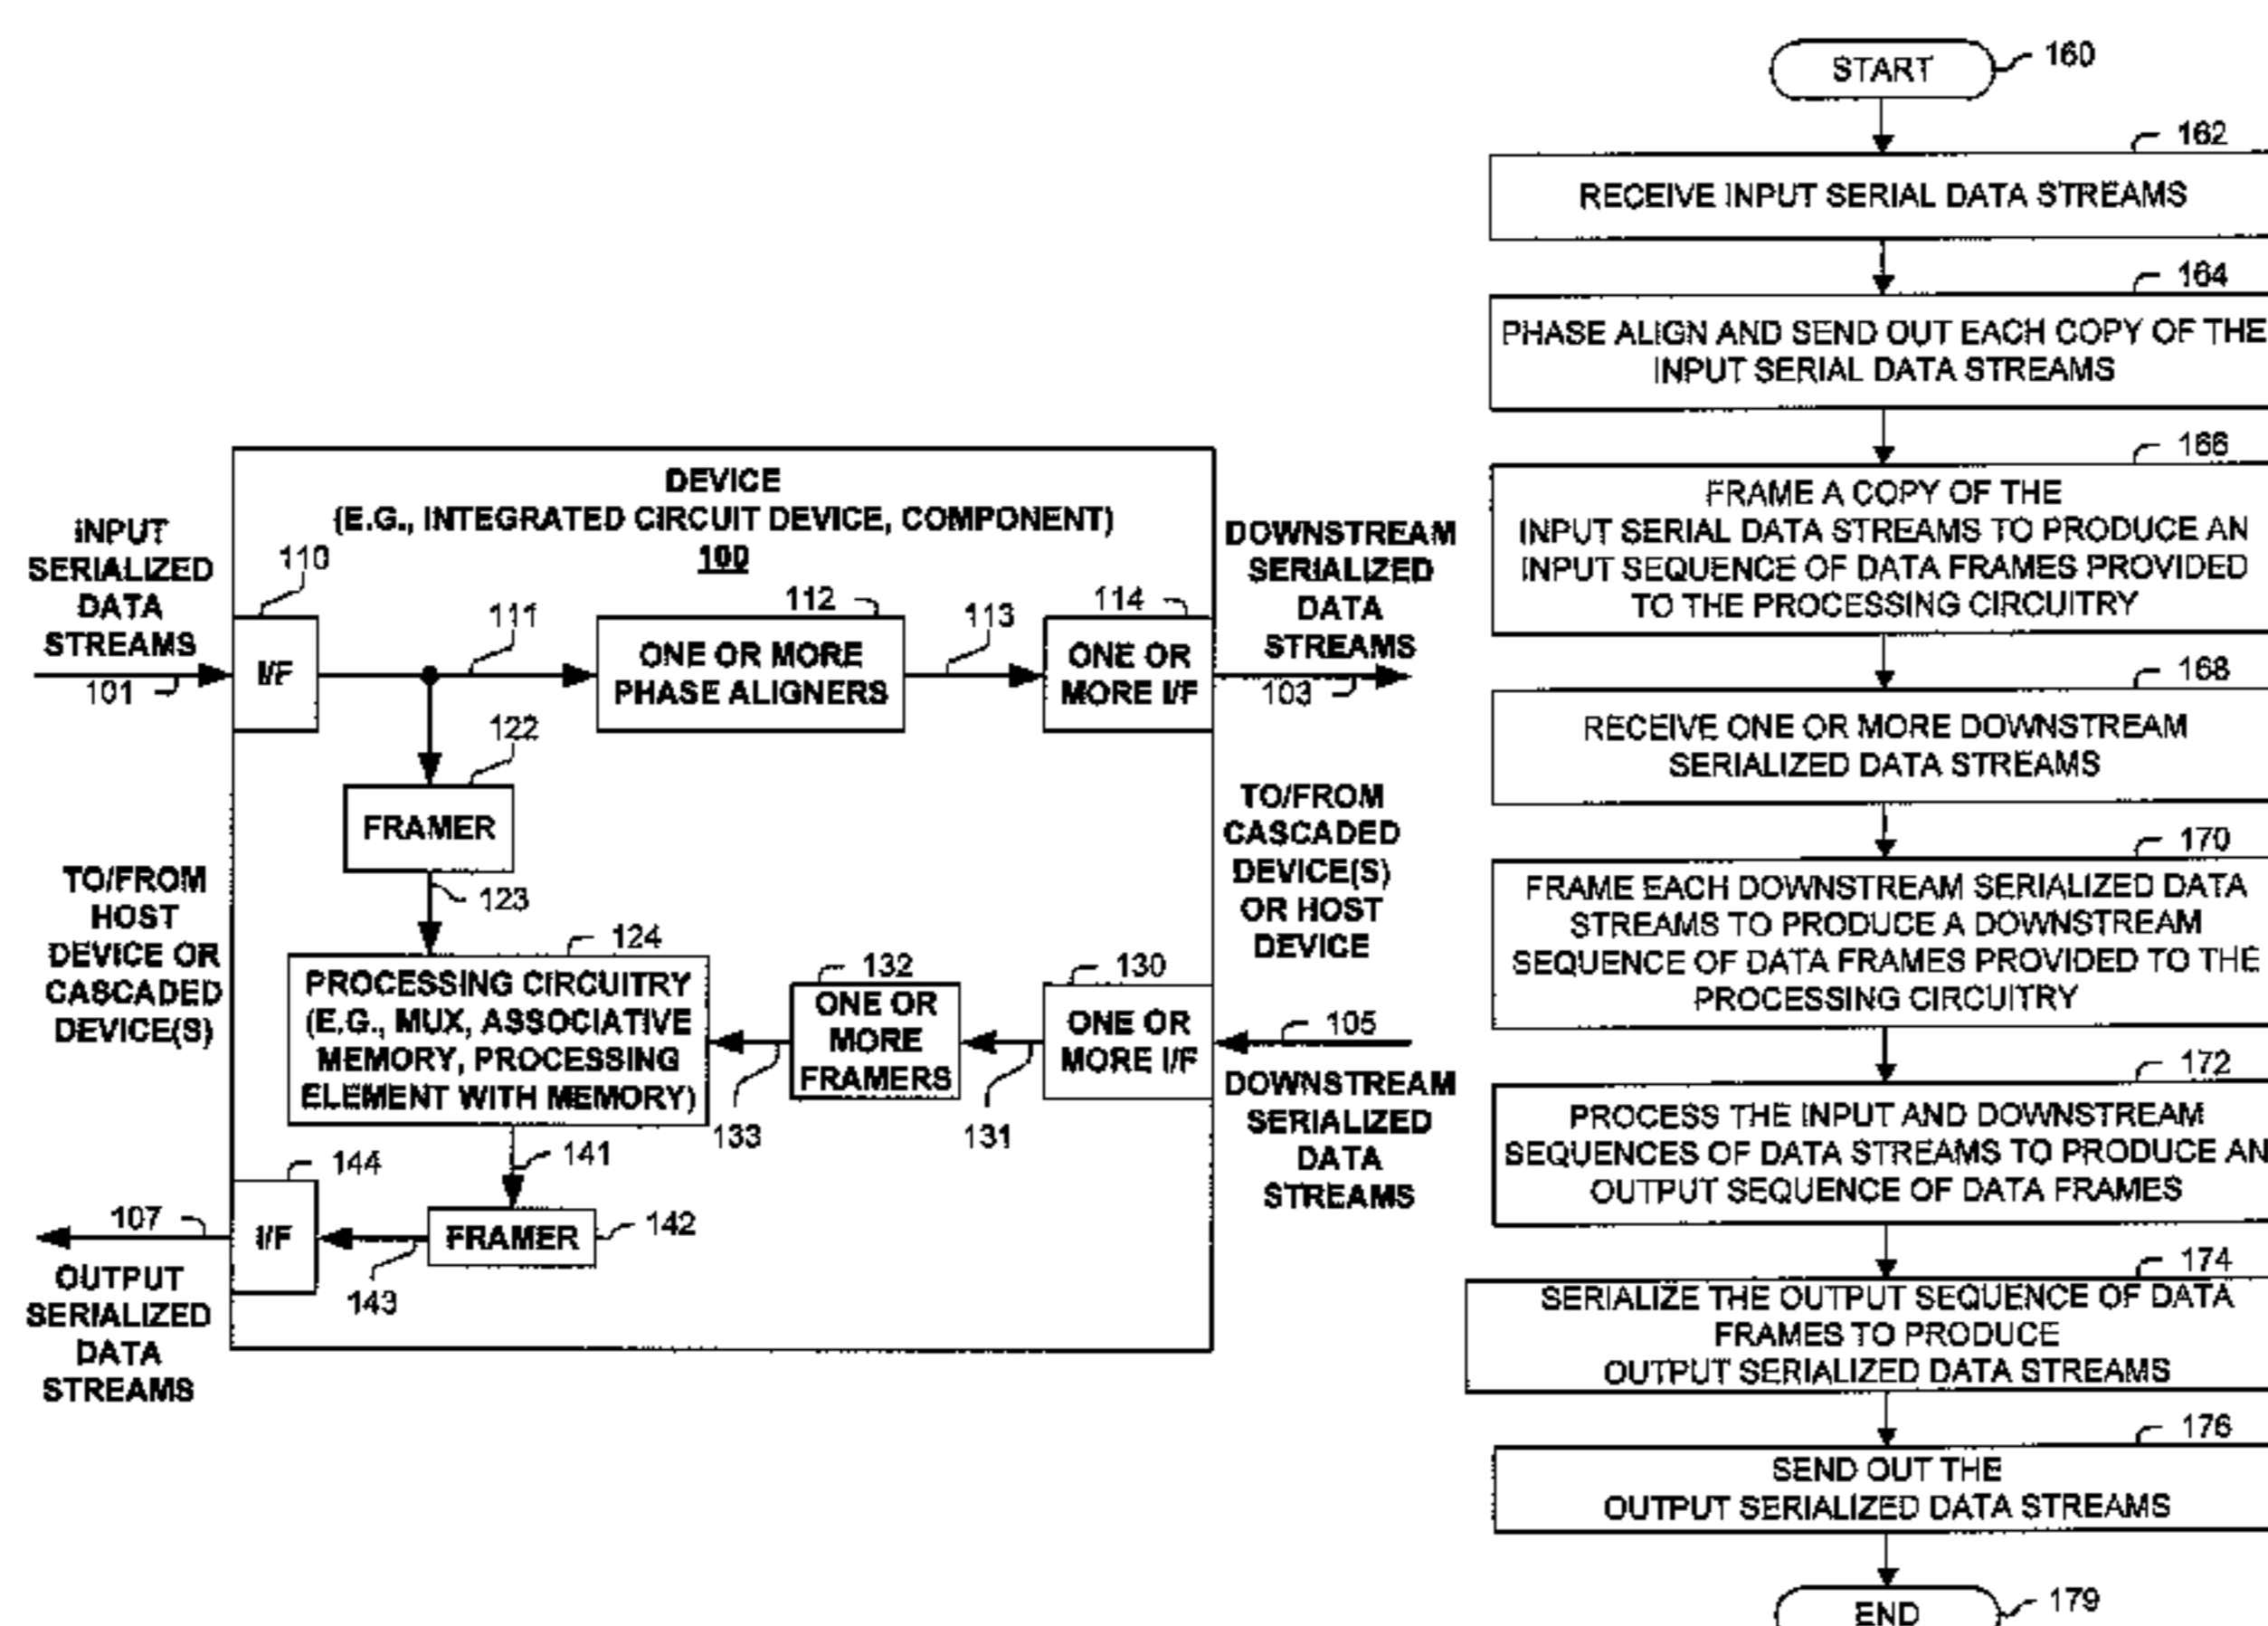 DEVICE
(E.G., INTEGRATED CIRCUIT DEVICE, COMPONENT)
100
INPUT
SERIALIZED
DATA
STREAMS
101
110
I/F
111
112
ONE OR MORE
PHASE ALIGNERS
113
114
ONE OR
MORE I/F
DOWNSTREAM
SERIALIZED
DATA
STREAMS
103
122
FRAMER
123
TO/FROM
HOST
DEVICE OR
CASCADED
DEVICE(S)
TO/FROM
CASCADED
DEVICE(S)
OR HOST
DEVICE
124
PROCESSING CIRCUITRY
(E.G., MUX, ASSOCIATIVE
MEMORY, PROCESSING
ELEMENT WITH MEMORY)
132
ONE OR
MORE
FRAMERS
133
130
ONE OR
MORE I/F
131
105
DOWNSTREAM
SERIALIZED
DATA
STREAMS
141
144
I/F
107
OUTPUT
SERIALIZED
DATA
STREAMS
143
FRAMER
142
START
160
162
RECEIVE INPUT SERIAL DATA STREAMS
164
PHASE ALIGN AND SEND OUT EACH COPY OF THE
INPUT SERIAL DATA STREAMS
166
FRAME A COPY OF THE
INPUT SERIAL DATA STREAMS TO PRODUCE AN
INPUT SEQUENCE OF DATA FRAMES PROVIDED
TO THE PROCESSING CIRCUITRY
168
RECEIVE ONE OR MORE DOWNSTREAM
SERIALIZED DATA STREAMS
170
FRAME EACH DOWNSTREAM SERIALIZED DATA
STREAMS TO PRODUCE A DOWNSTREAM
SEQUENCE OF DATA FRAMES PROVIDED TO THE
PROCESSING CIRCUITRY
172
PROCESS THE INPUT AND DOWNSTREAM
SEQUENCES OF DATA STREAMS TO PRODUCE AN
OUTPUT SEQUENCE OF DATA FRAMES
174
SERIALIZE THE OUTPUT SEQUENCE OF DATA
FRAMES TO PRODUCE
OUTPUT SERIALIZED DATA STREAMS
176
SEND OUT THE
OUTPUT SERIALIZED DATA STREAMS
END
179